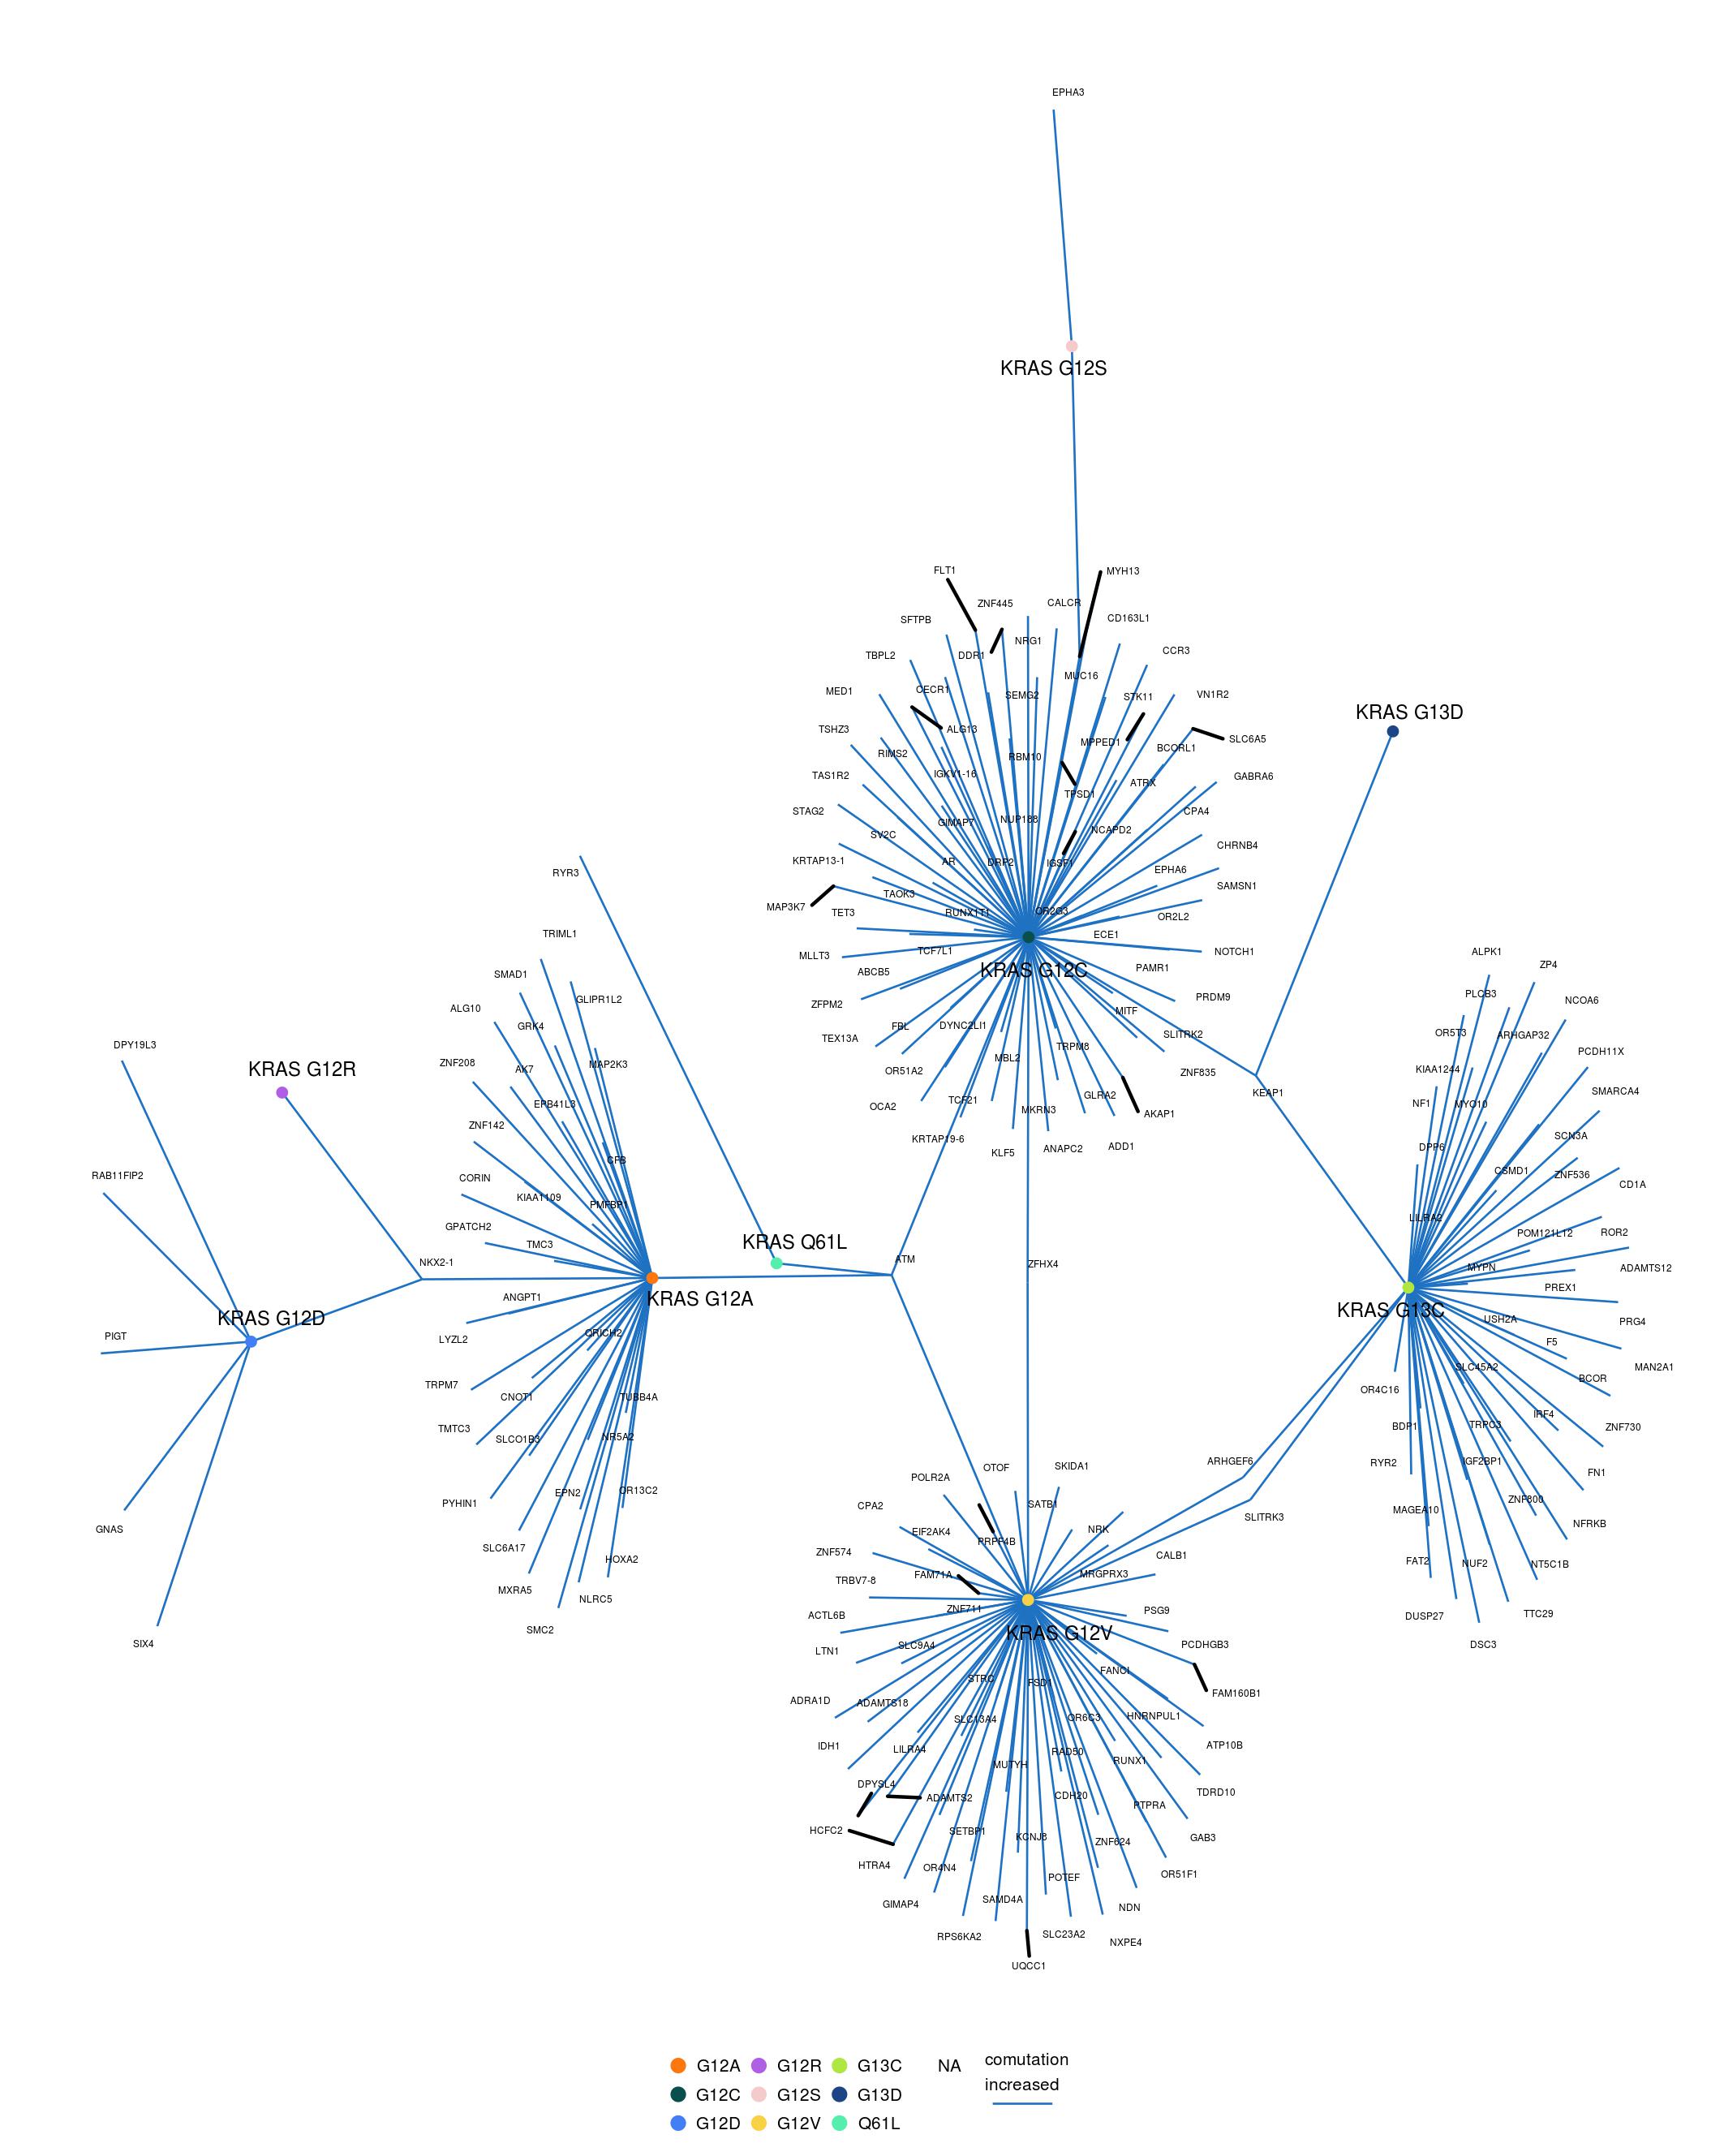 EPHA3
KRAS G12S
FLT1
MYH13
ZNF445
CALCR
SFTPB
CD163L1
NRG1
TBPL2
DDR1
CCR3
MUC16
MED1
CECR1
SEMG2
STK11
VN1R2
KRAS G13D
TSHZ3
ALG13
MPPED1
SLC6A5
RIMS2
RBM10
BCORL1
TAS1R2
IGKV1-16
ATRX
GABRA6
TPSD1
STAG2
GIMAP7
NUP188
CPA4
SV2C
NCAPD2
CHRNB4
KRTAP13-1
AR
DRP2
IGSF1
EPHA6
RYR3
TAOK3
SAMSN1
MAP3K7
TET3
RUNX1T1
OR2G3
OR2L2
TRIML1
ECE1
MLLT3
TCF7L1
NOTCH1
ALPK1
SMAD1
ABCB5
KRAS G12C
PAMR1
ZP4
GLIPR1L2
ZFPM2
PRDM9
PLCB3
NCOA6
ALG10
MITF
GRK4
TEX13A
FBL
DYNC2LI1
SLITRK2
OR5T3
ARHGAP32
DPY19L3
TRPM8
PCDH11X
ZNF208
AK7
MAP2K3
MBL2
KRAS G12R
OR51A2
ZNF835
KIAA1244
KEAP1
SMARCA4
EPB41L3
OCA2
TCF21
GLRA2
NF1
MYO10
MKRN3
AKAP1
ZNF142
KRTAP19-6
KLF5
ANAPC2
ADD1
DPP6
SCN3A
CFB
RAB11FIP2
CORIN
CSMD1
ZNF536
CD1A
KIAA1109
PMFBP1
LILRA2
GPATCH2
TMC3
KRAS Q61L
POM121L12
ROR2
NKX2-1
ATM
ZFHX4
MYPN
ADAMTS12
ANGPT1
KRAS G12A
PREX1
KRAS G12D
KRAS G13C
USH2A
PRG4
PIGT
LYZL2
QRICH2
F5
SLC45A2
MAN2A1
TRPM7
CNOT1
TUBB4A
OR4C16
BCOR
TMTC3
SLCO1B3
NR5A2
BDP1
TRPC3
IRF4
ZNF730
ARHGEF6
RYR2
IGF2BP1
FN1
POLR2A
OTOF
SKIDA1
PYHIN1
EPN2
OR13C2
CPA2
SATB1
SLITRK3
MAGEA10
ZNF800
NFRKB
GNAS
EIF2AK4
PRPF4B
NRK
SLC6A17
HOXA2
ZNF574
CALB1
FAT2
NUF2
NT5C1B
MXRA5
NLRC5
TRBV7-8
FAM71A
MRGPRX3
SMC2
ACTL6B
ZNF711
PSG9
DUSP27
TTC29
SIX4
LTN1
SLC9A4
KRAS G12V
PCDHGB3
DSC3
STRC
FSD1
FANCI
FAM160B1
ADRA1D
ADAMTS18
SLC13A4
OR6C3
HNRNPUL1
IDH1
LILRA4
MUTYH
RAD50
RUNX1
ATP10B
DPYSL4
ADAMTS2
CDH20
PTPRA
TDRD10
HCFC2
SETBP1
KCNJ3
ZNF624
GAB3
HTRA4
OR4N4
POTEF
OR51F1
GIMAP4
SAMD4A
NDN
RPS6KA2
SLC23A2
NXPE4
UQCC1
G12A
G12R
G13C
NA
comutation
increased
G12C
G12S
G13D
G12D
G12V
Q61L